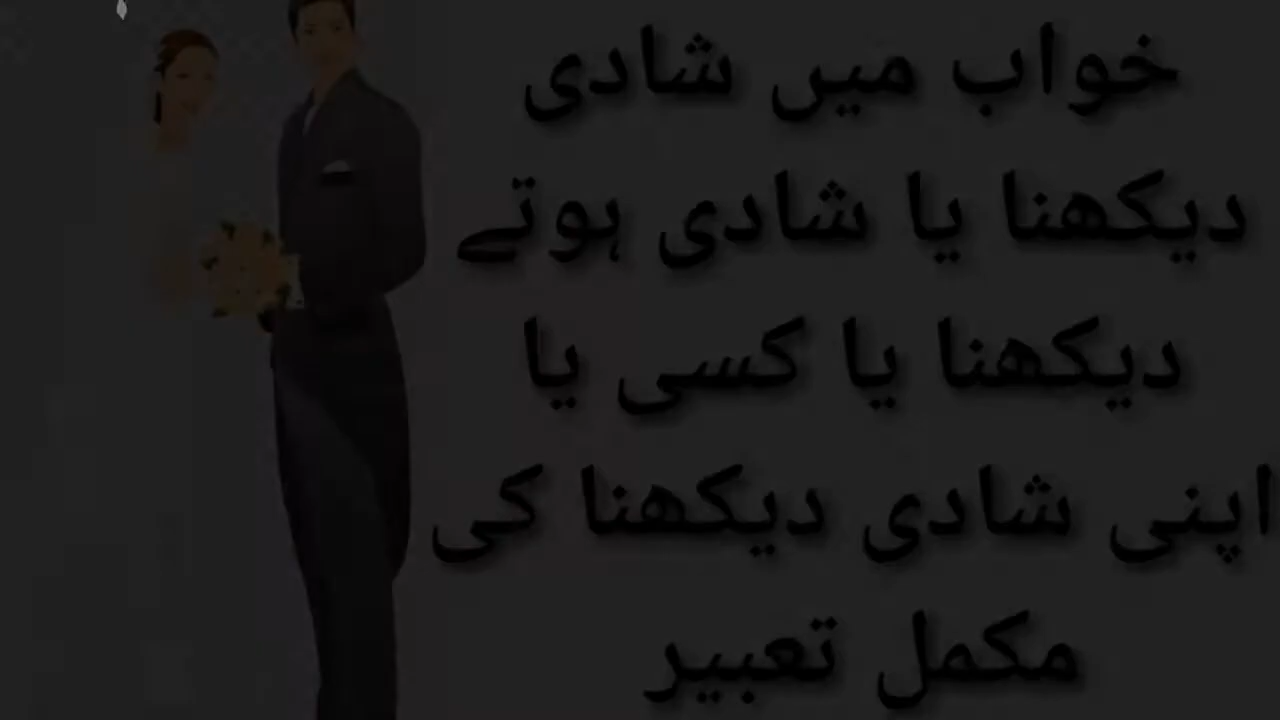 خواب میں شادی
دیکھنا یا شادی ہوتے
دیکھنا یا کسی یا
اپنی شادی دیکھنا کی
مکمل تعبیر